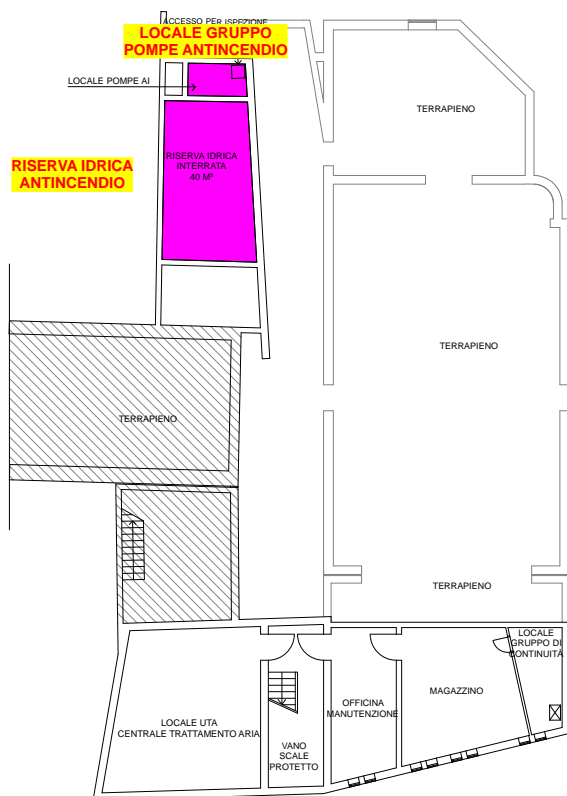 ACCESSO PER ISPEZIONE
LOCALE GRUPPO
POMPE ANTINCENDIO
LOCALE POMPE AI
TERRAPIENO
RISERVA IDRICA
INTERRATA
40 M³
RISERVA IDRICA
ANTINCENDIO
TERRAPIENO
TERRAPIENO
TERRAPIENO
LOCALE
GRUPPO DI
CONTINUITÀ
MAGAZZINO
OFFICINA
MANUTENZIONE
LOCALE UTA
CENTRALE TRATTAMENTO ARIA
VANO
SCALE
PROTETTO